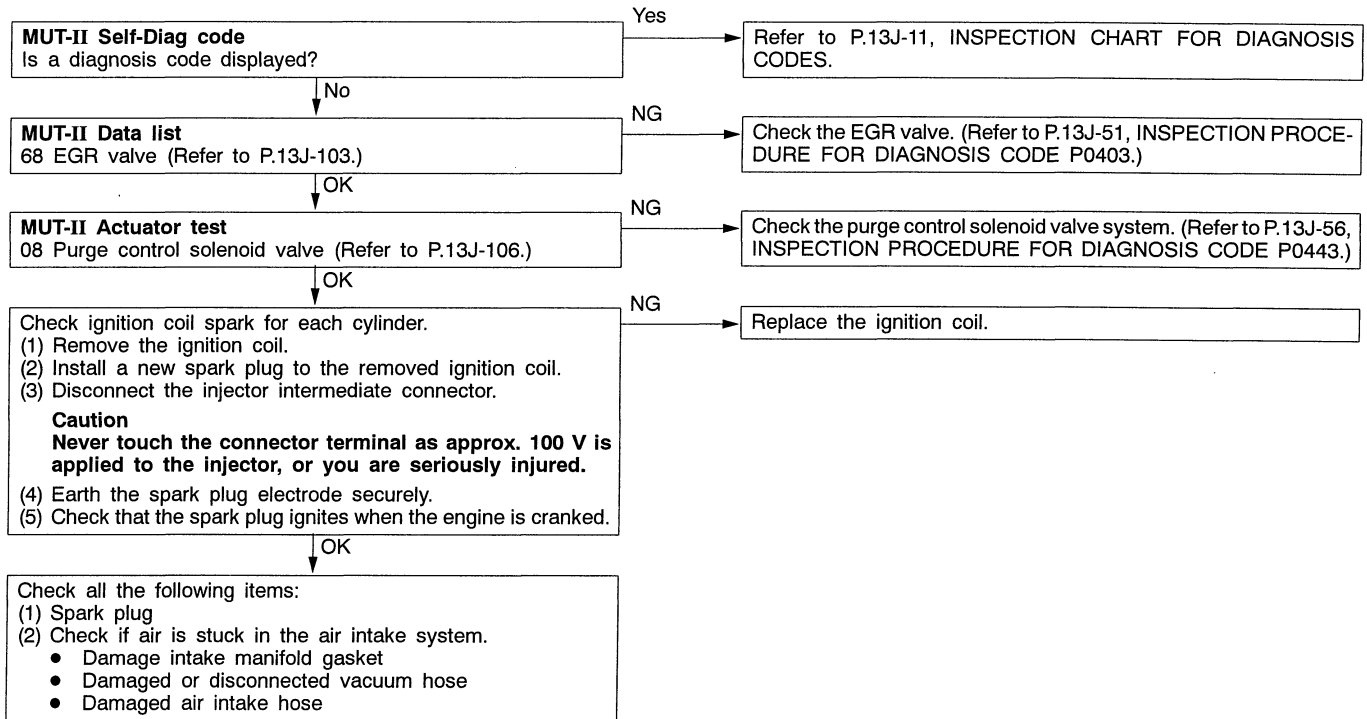 MUT-II Self-Diag code
Is a diagnosis code displayed?
Yes
Refer to P.13J-11, INSPECTION CHART FOR DIAGNOSIS
CODES.
No
MUT-II Data list
68 EGR valve (Refer to P.13J-103.)
NG
Check the EGR valve. (Refer to P.13J-51, INSPECTION PROCE-
DURE FOR DIAGNOSIS CODE P0403.)
OK
MUT-II Actuator test
08 Purge control solenoid valve (Refer to P.13J-106.)
NG
Check the purge control solenoid valve system. (Refer to P.13J-56,
INSPECTION PROCEDURE FOR DIAGNOSIS CODE P0443.)
OK
Check ignition coil spark for each cylinder.
(1) Remove the ignition coil.
(2) Install a new spark plug to the removed ignition coil.
(3) Disconnect the injector intermediate connector.
Caution
Never touch the connector terminal as approx. 100 V is
applied to the injector, or you are seriously injured.
(4) Earth the spark plug electrode securely.
(5) Check that the spark plug ignites when the engine is cranked.
NG
Replace the ignition coil.
OK
Check all the following items:
(1) Spark plug
(2) Check if air is stuck in the air intake system.
● Damage intake manifold gasket
● Damaged or disconnected vacuum hose
● Damaged air intake hose